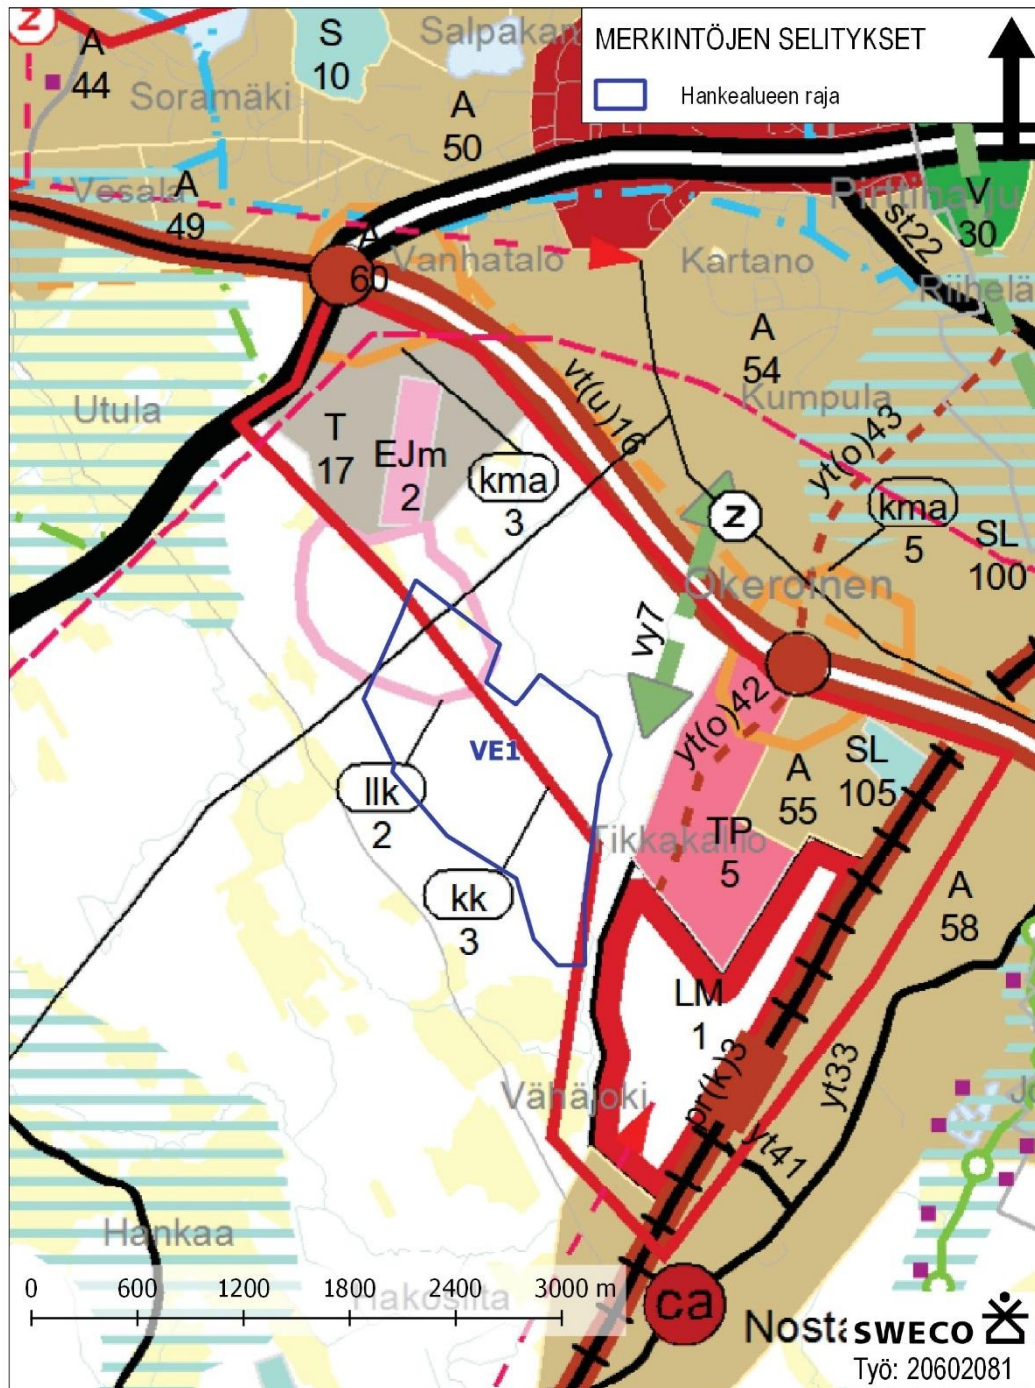 MERKINTÖJEN SELITYKSET
Hankealueen raja
z
A
44
S
10
Soramäki
A
50
Vesala
A
49
V
30
st22
A
60
Vanhatalo
Kartano
A
54
Kumpula
vt(u)16
yt(o)43
Utula
T
17
EJm
2
kma
3
z
kma
5
SL
100
Okeroinen
vy7
yt(o)42
VE1
llk
2
kk
3
A
55
SL
105
TP
5
A
58
LM
1
pr(k)3
yt33
yt41
Vähäjoki
Hankaa
0 600 1200 1800 2400 3000 m
ca
SWECO
Työ: 20602081